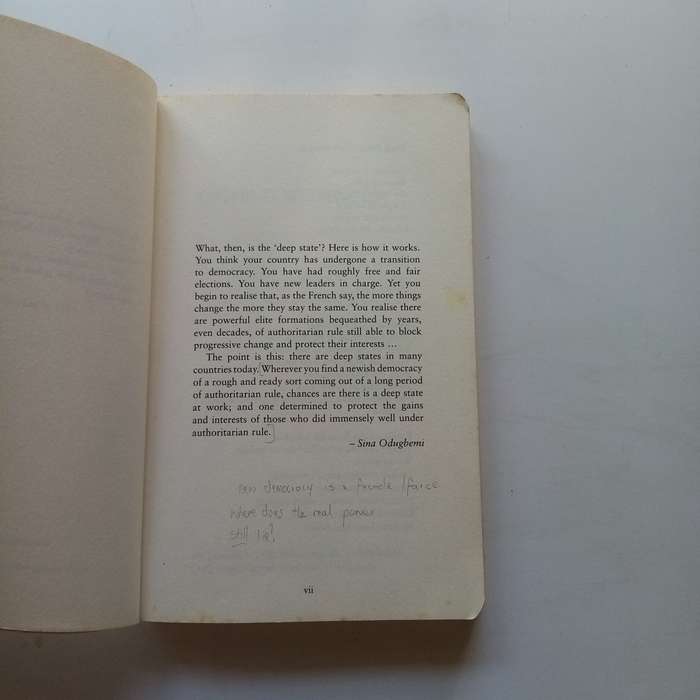 What, then, is the ‘deep state’? Here is how it works.
You think your country has undergone a transition
to democracy. You have had roughly free and fair
elections. You have new leaders in charge. Yet you
begin to realise that, as the French say, the more things
change the more they stay the same. You realise there
are powerful elite formations bequeathed by years,
even decades, of authoritarian rule still able to block
progressive change and protect their interests …
The point is this: there are deep states in many
countries today. Wherever you find a newish democracy
of a rough and ready sort coming out of a long period
of authoritarian rule, chances are there is a deep state
at work; and one determined to protect the gains
and interests of those who did immensely well under
authoritarian rule.
– Sina Odugbemi
democracy is a /farce
where does the real power
still lie?
vii